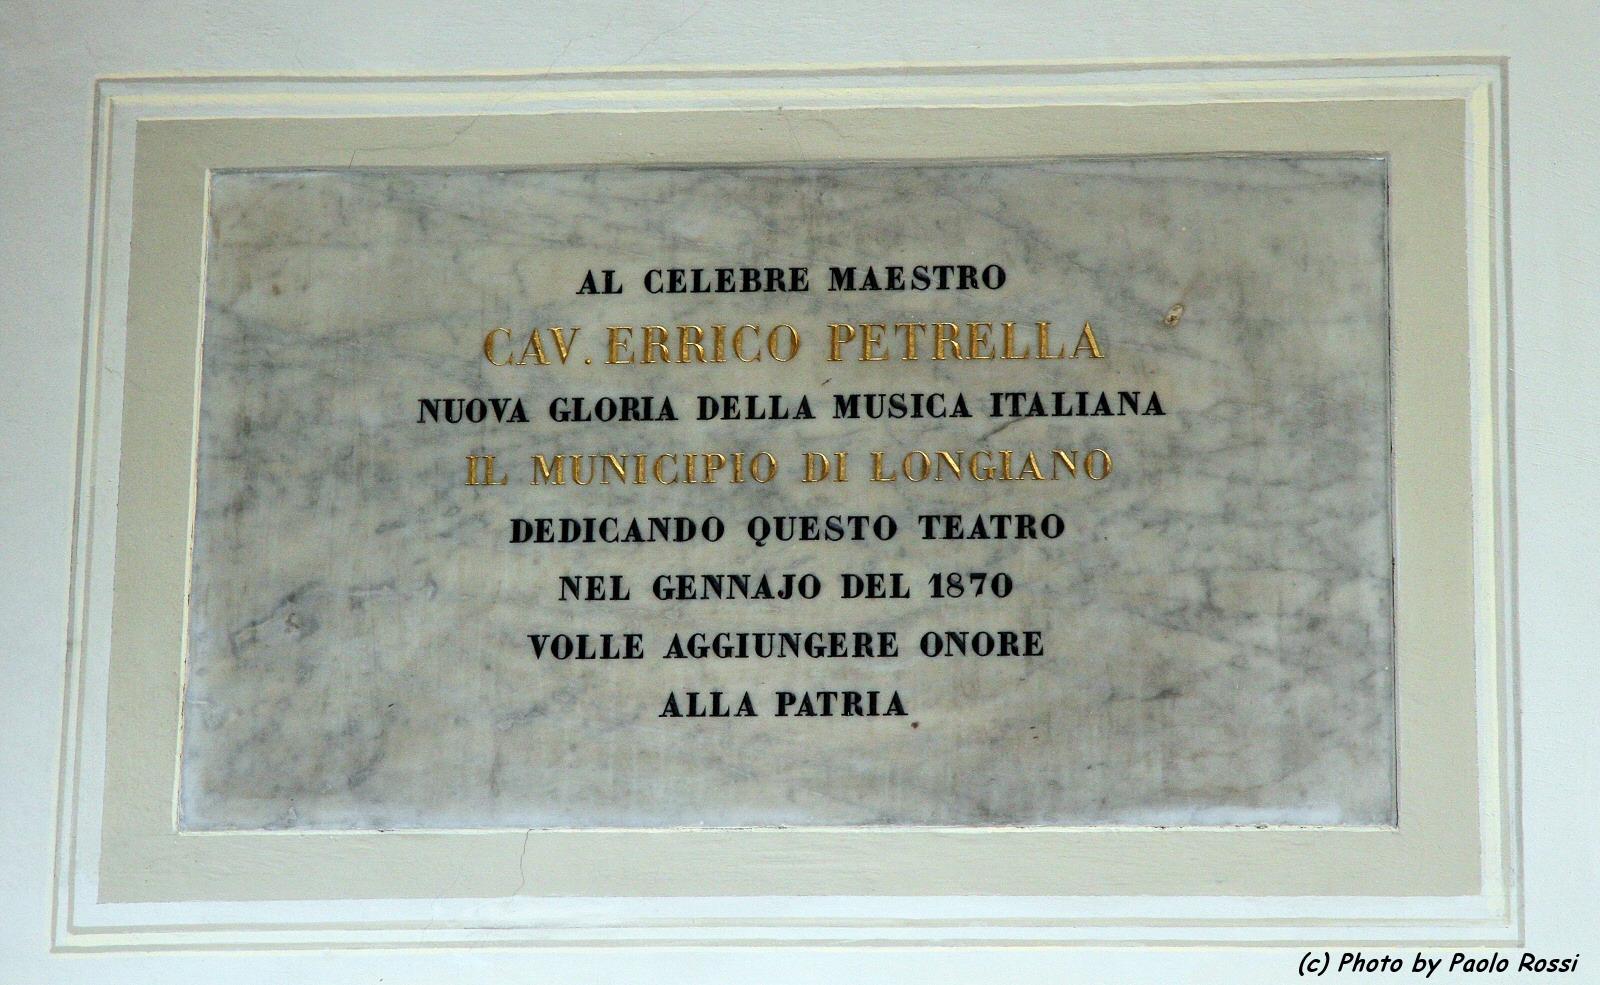 AL CELEBRE MAESTRO
CAV. ERRICO PETRELLA
NUOVA GLORIA DELLA MUSICA ITALIANA
IL MUNICIPIO DI LONGIANO
DEDICANDO QUESTO TEATRO
NEL GENNAJO DEL 1870
VOLLE AGGIUNGERE ONORE
ALLA PATRIA
(c) Photo by Paolo Rossi